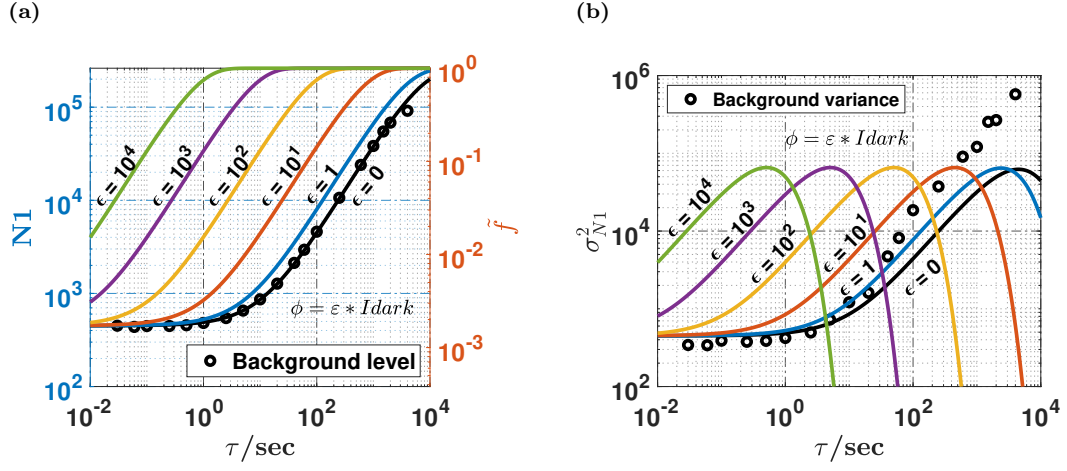 (a)
10^5
10^4
10^3
10^2
N1
10^0
10^-1
10^-2
10^-3
f̃
ϵ = 10^4
ϵ = 10^3
ϵ = 10^2
ϵ = 10^1
ϵ = 1
ϵ = 0
ϕ = ε ∗ Idark
Background level
10^-2 10^0 10^2 10^4
τ/sec
(b)
10^6
10^4
10^2
σ^2_N1
Background variance
ϕ = ε ∗ Idark
ϵ = 10^4
ϵ = 10^3
ϵ = 10^2
ϵ = 10^1
ϵ = 1
ϵ = 0
10^-2 10^0 10^2 10^4
τ/sec